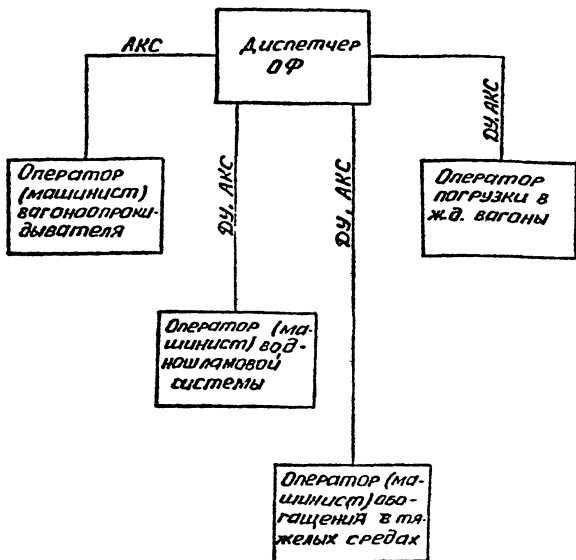 Диспетчер
ОФ
АКС
ДУ, АКС
ДУ, АКС
ДУ, АКС
Оператор
(машинист)
вагоноопроки-
дывателя
Оператор
погрузки в
ж.д. вагоны
Оператор (ма-
шинист) вод-
ношламовой
системы
Оператор (ма-
шинист) обо-
гащения в тя-
желых средах